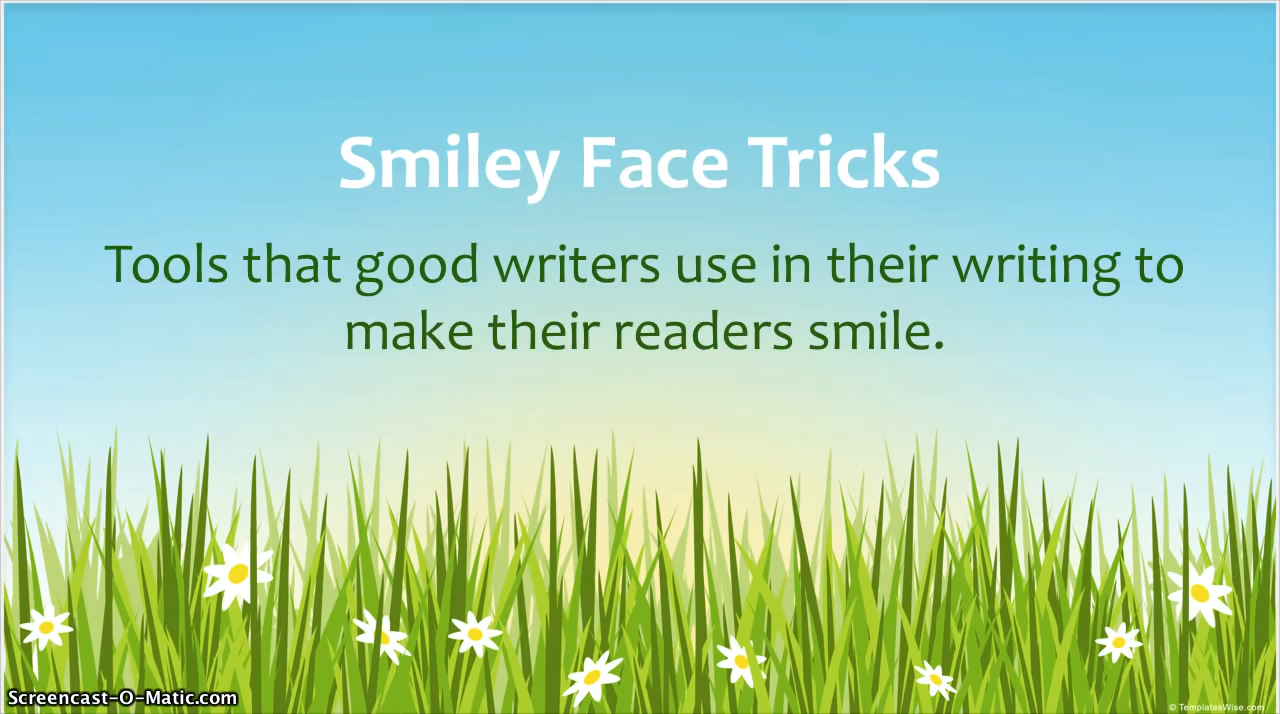 Smiley Face Tricks
Tools that good writers use in their writing to
make their readers smile.
Screencast-O-Matic.com
© TemplatesWise.com